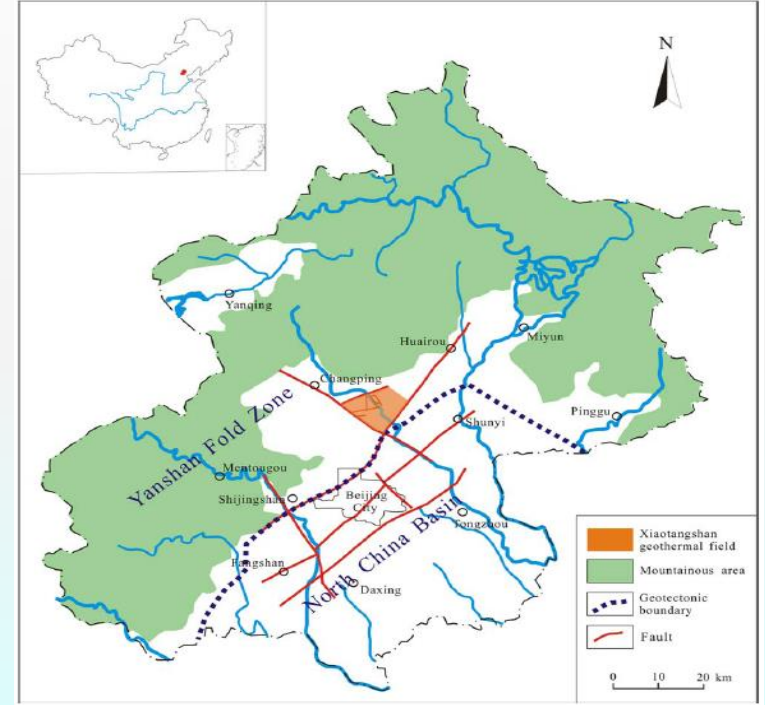 N
Yanqing
Miyun
Huairou
Changping
Pinggu
Shunyi
Yanshan Fold Zone
Mentougou
Shijingshan
Beijing
City
Tongzhou
North China Basin
Fangshan
Daxing
Xiaotangshan
geothermal field
Mountainous area
Geotectonic
boundary
Fault
0 10 20 km